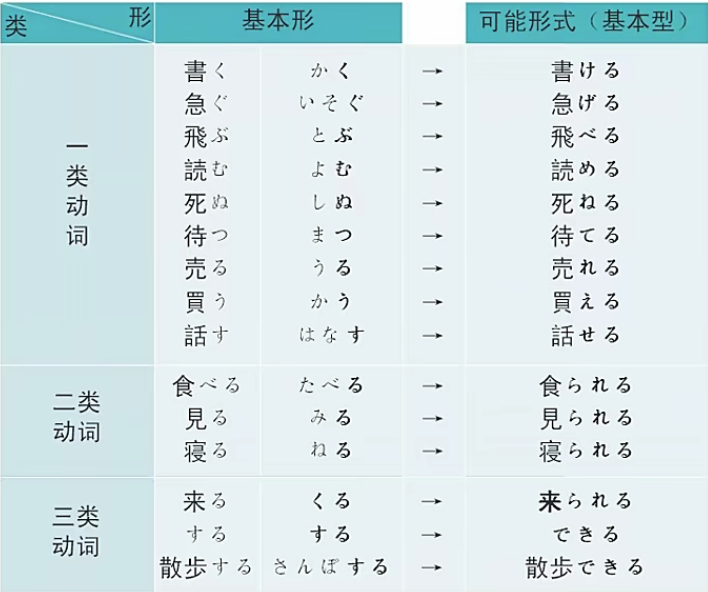 类 形 基本形 可能形式（基本型）
一类动词
書く かく → 書ける
急ぐ いそぐ → 急げる
飛ぶ とぶ → 飛べる
読む よむ → 読める
死ぬ しぬ → 死ねる
待つ まつ → 待てる
売る うる → 売れる
買う かう → 買える
話す はなす → 話せる
二类
动词
食べる たべる → 食られる
見る みる → 見られる
寝る ねる → 寝られる
三类
动词
来る くる → 来られる
する する → できる
散歩する さんぽする → 散歩できる